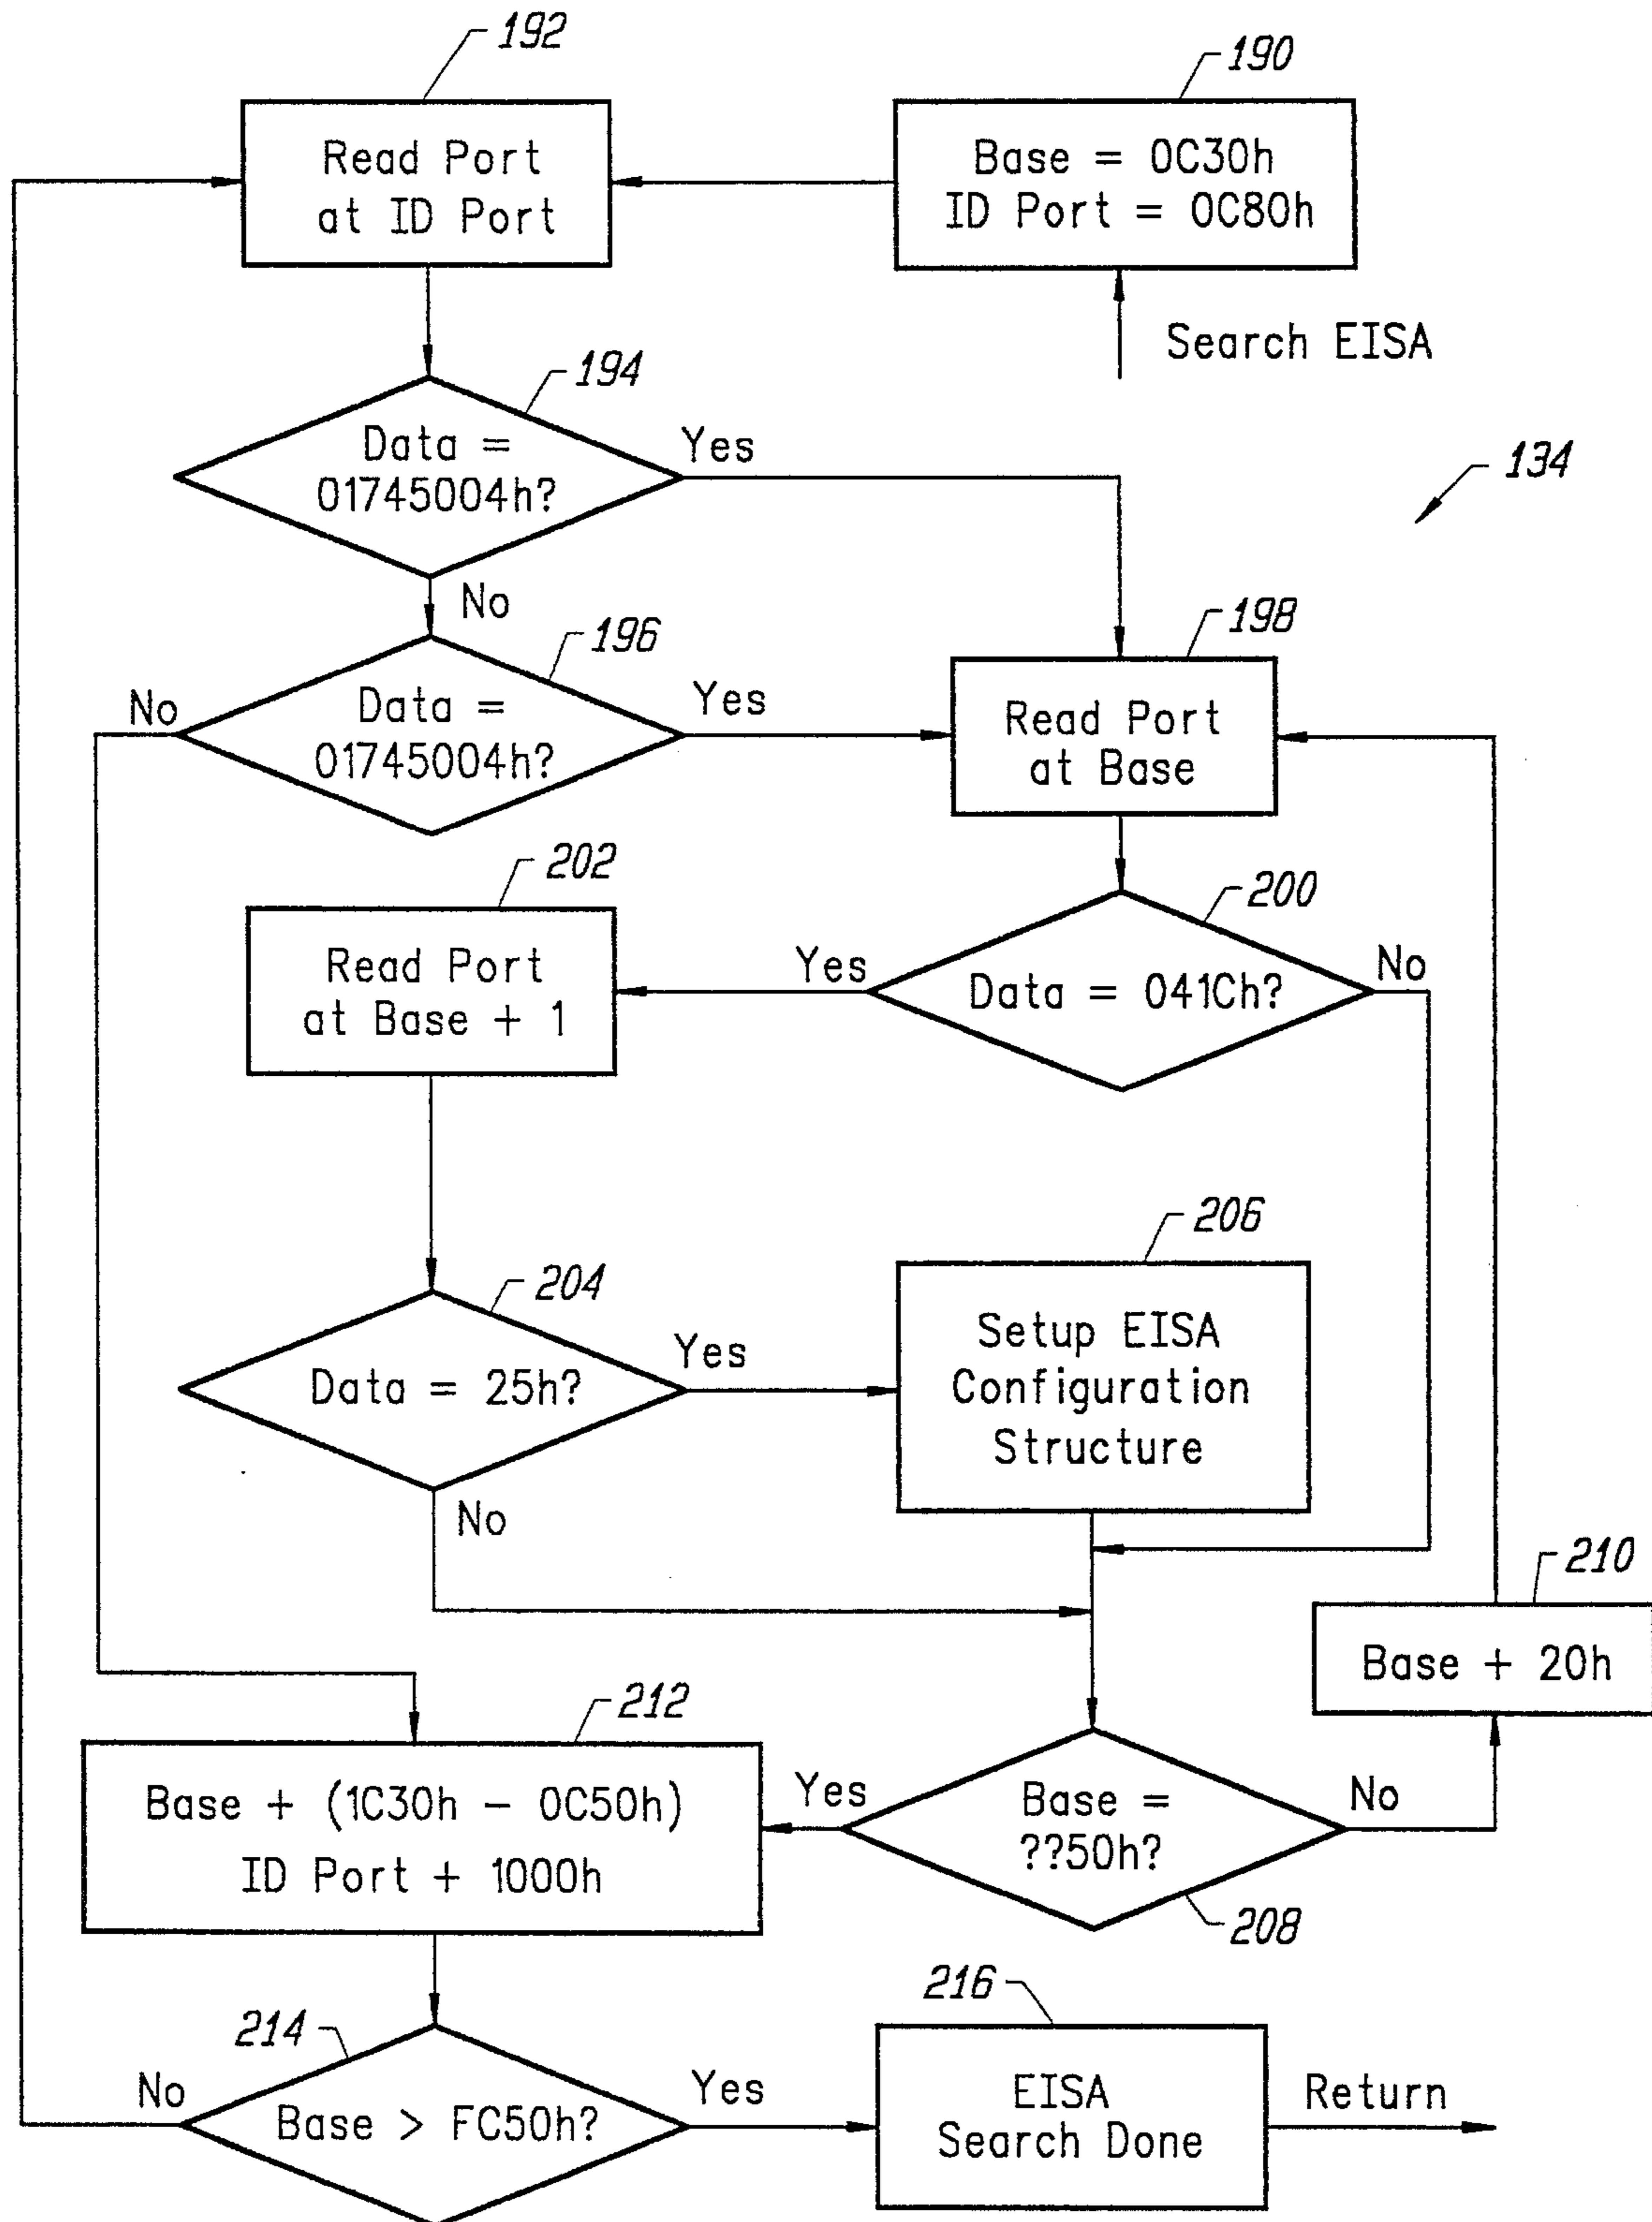 192
190
Read Port
at ID Port
Base = 0C30h
ID Port = 0C80h
Search EISA
194
Data =
01745004h?
Yes
134
No
196
198
Data =
01745004h?
No
Yes
Read Port
at Base
202
200
Read Port
at Base + 1
Yes
Data = 041Ch?
No
206
204
Data = 25h?
Yes
Setup EISA
Configuration
Structure
No
210
Base + 20h
212
Base + (1C30h - 0C50h)
ID Port + 1000h
Yes
Base =
??50h?
No
208
216
214
No
Base > FC50h?
Yes
EISA
Search Done
Return